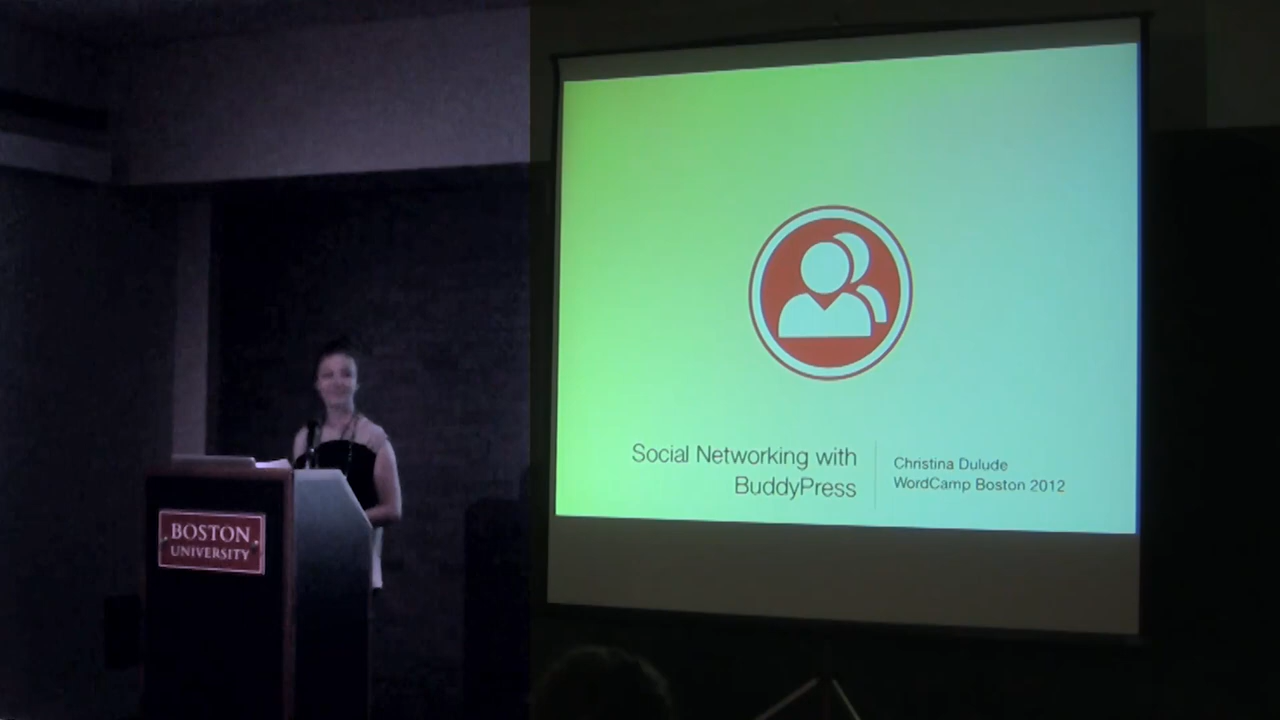 BOSTON
UNIVERSITY
Social Networking with
BuddyPress
Christina Dulude
WordCamp Boston 2012